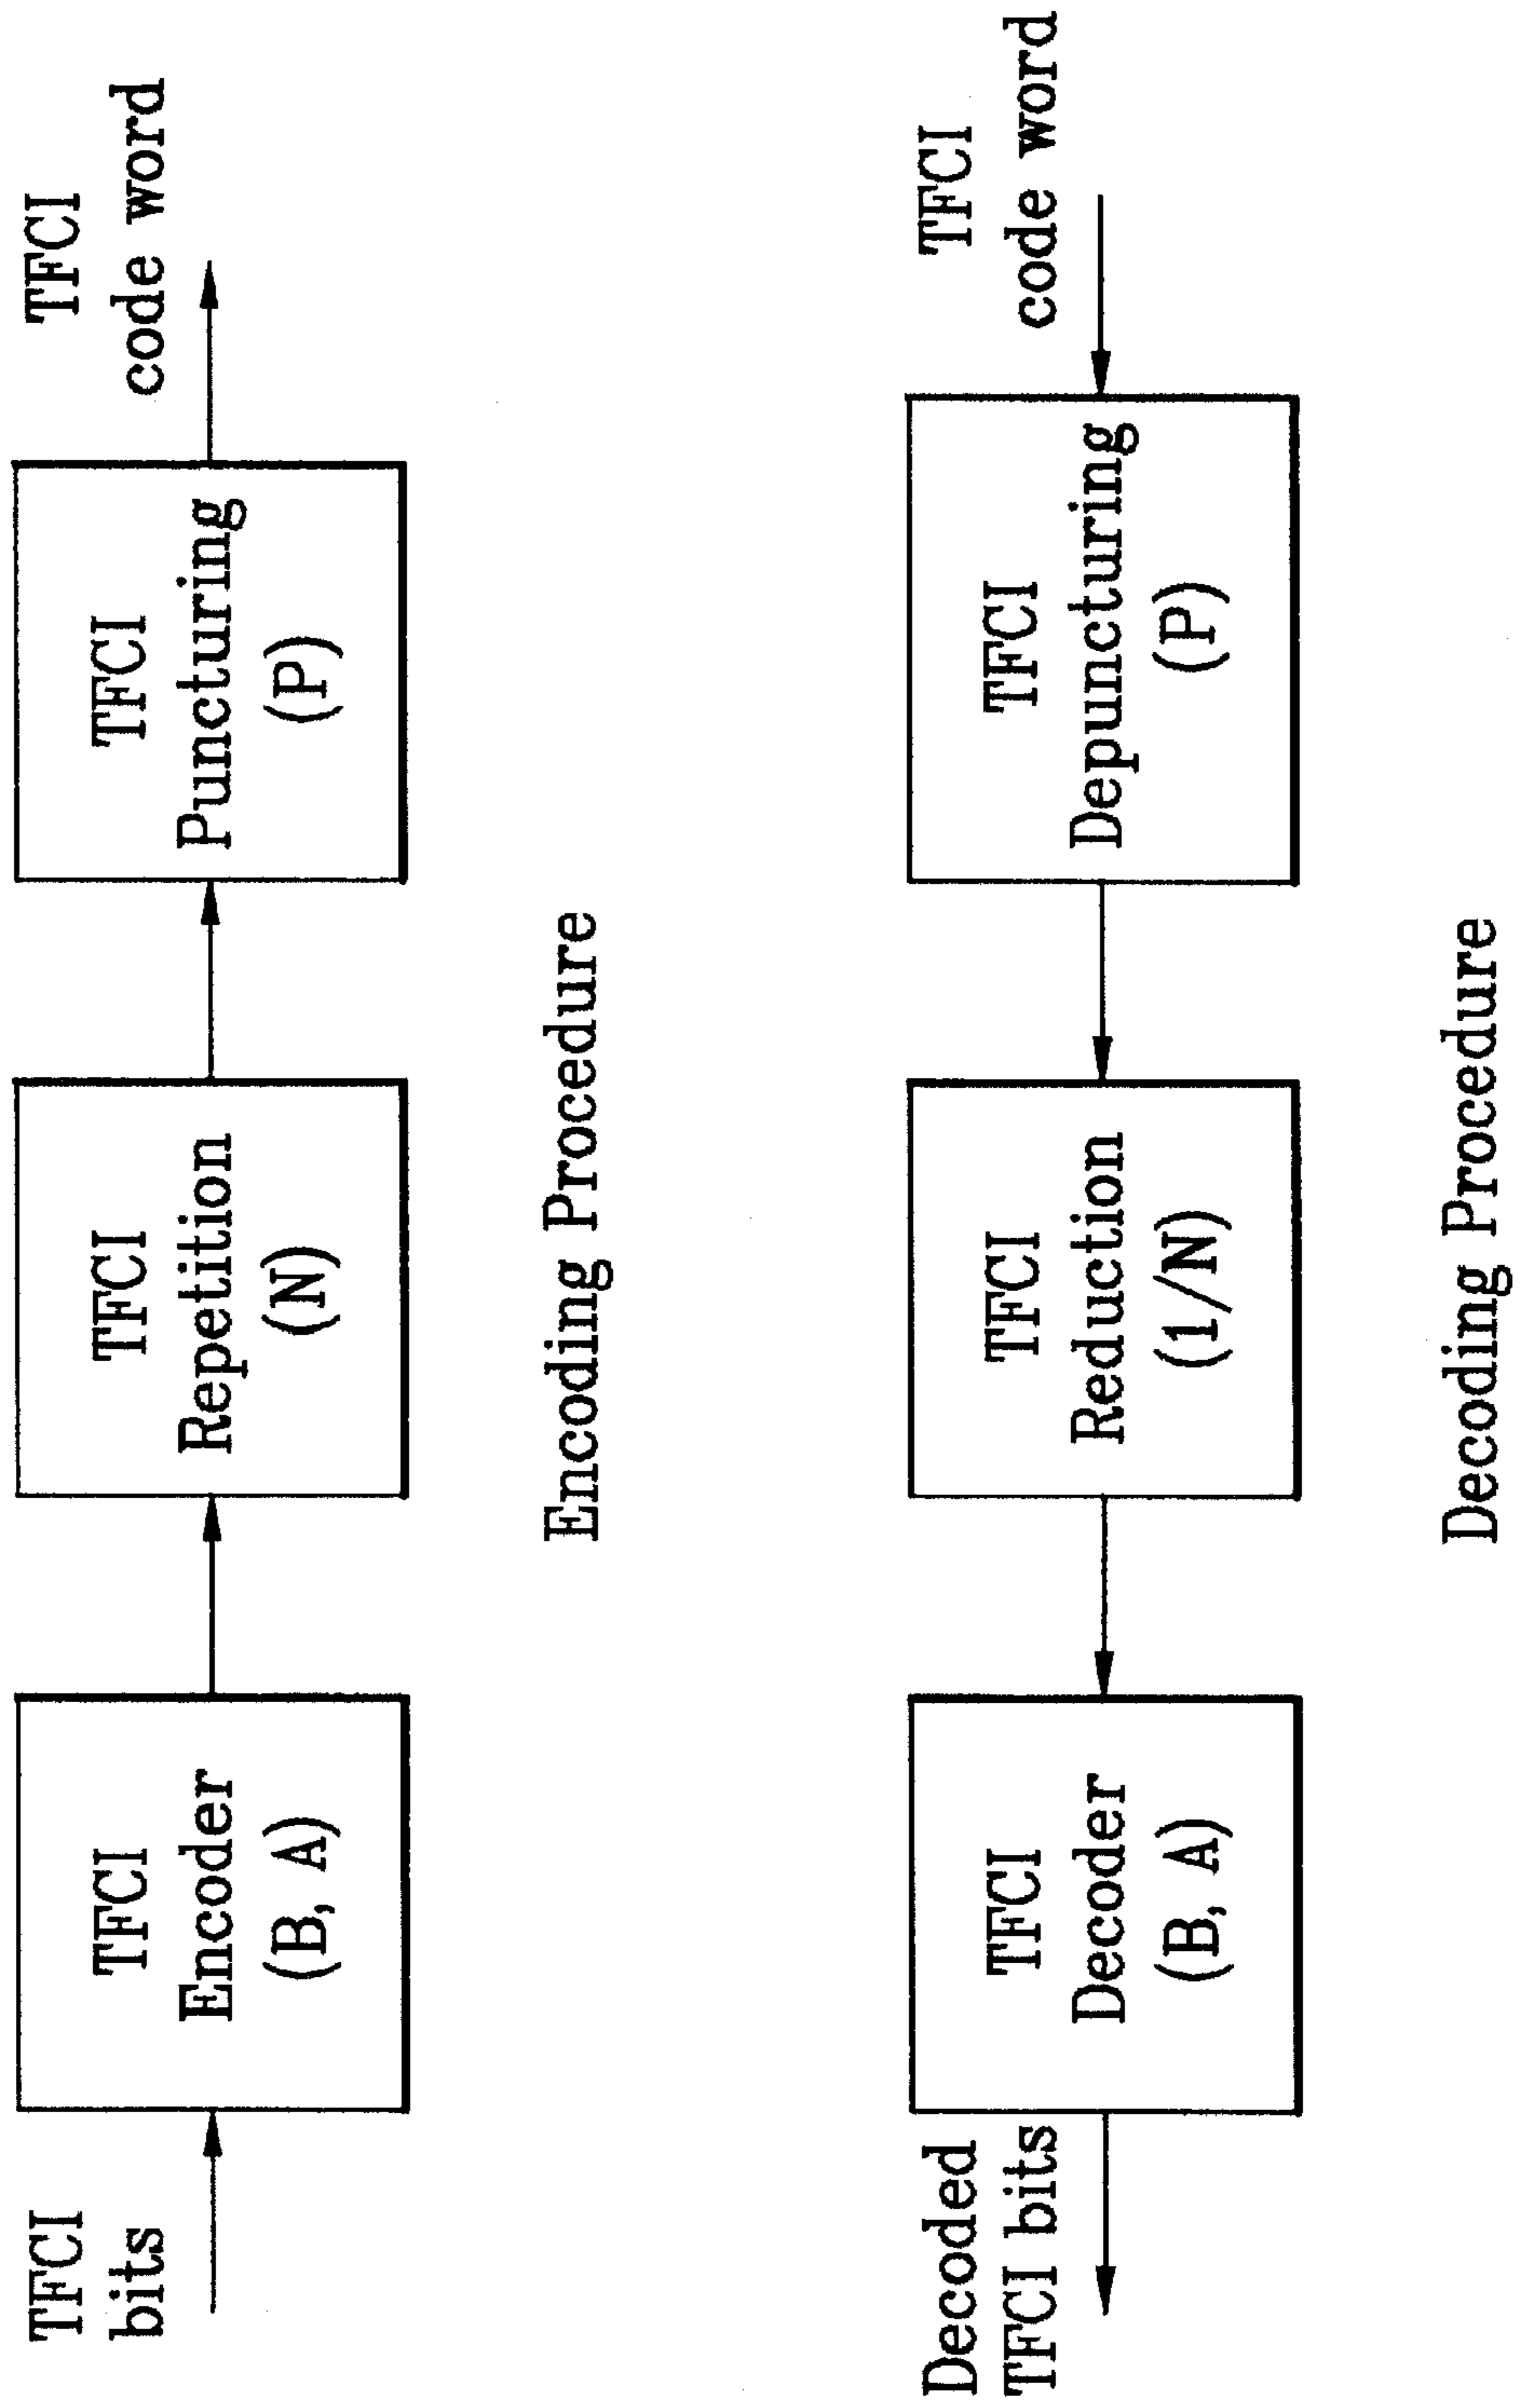 TFCI
bits
TFCI
Encoder
(B, A)
TFCI
Repetition
(N)
TFCI
Puncturing
(P)
TFCI
code word
Encoding Procedure
Decoded
TFCI bits
TFCI
Decoder
(B, A)
TFCI
Reduction
(1/N)
TFCI
Depuncturing
(P)
TFCI
code word
Decoding Procedure